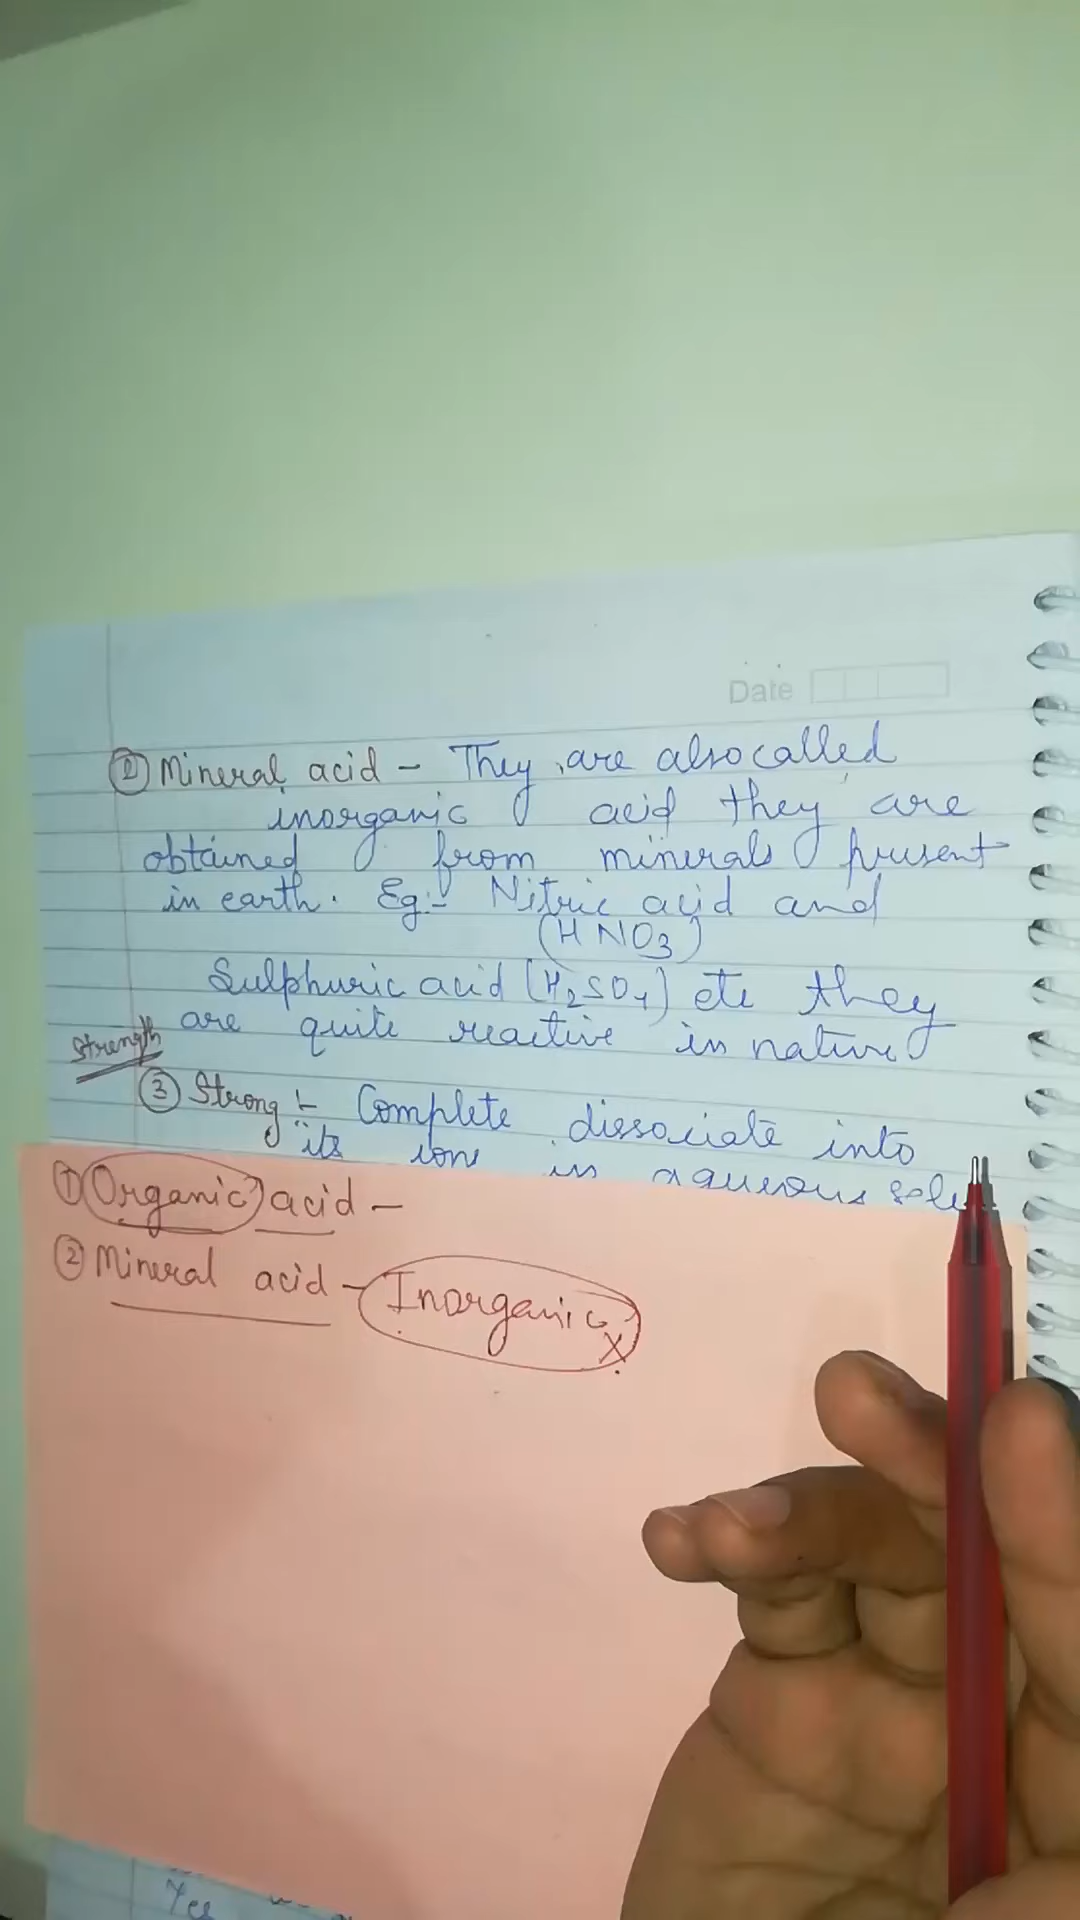 Date
② Mineral acid - They are also called
inorganic acid they are
obtained from minerals present
in earth. Eg:- Nitric acid and
(HNO3)
Sulphuric acid (H2SO4) etc they
are quite reactive in nature
Strength
③ Strong :- Complete dissociate into
its ions in aqueous
① Organic acid -
② Mineral acid - Inorganic
X
Yes